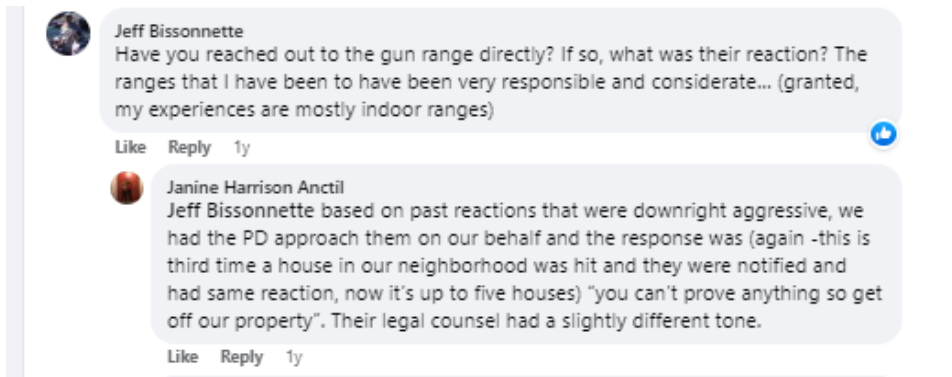 Jeff Bissonnette
Have you reached out to the gun range directly? If so, what was their reaction? The
ranges that I have been to have been very responsible and considerate... (granted,
my experiences are mostly indoor ranges)
Like Reply 1y
Janine Harrison Anctil
Jeff Bissonnette based on past reactions that were downright aggressive, we
had the PD approach them on our behalf and the response was (again -this is
third time a house in our neighborhood was hit and they were notified and
had same reaction, now it's up to five houses) “you can't prove anything so get
off our property”. Their legal counsel had a slightly different tone.
Like Reply 1y